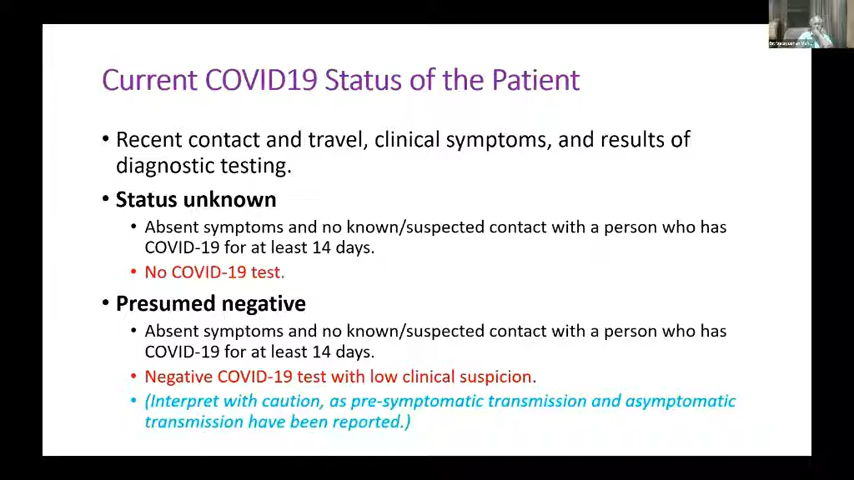 Current COVID19 Status of the Patient
• Recent contact and travel, clinical symptoms, and results of
diagnostic testing.
• Status unknown
• Absent symptoms and no known/suspected contact with a person who has
COVID-19 for at least 14 days.
• No COVID-19 test.
• Presumed negative
• Absent symptoms and no known/suspected contact with a person who has
COVID-19 for at least 14 days.
• Negative COVID-19 test with low clinical suspicion.
• (Interpret with caution, as pre-symptomatic transmission and asymptomatic
transmission have been reported.)